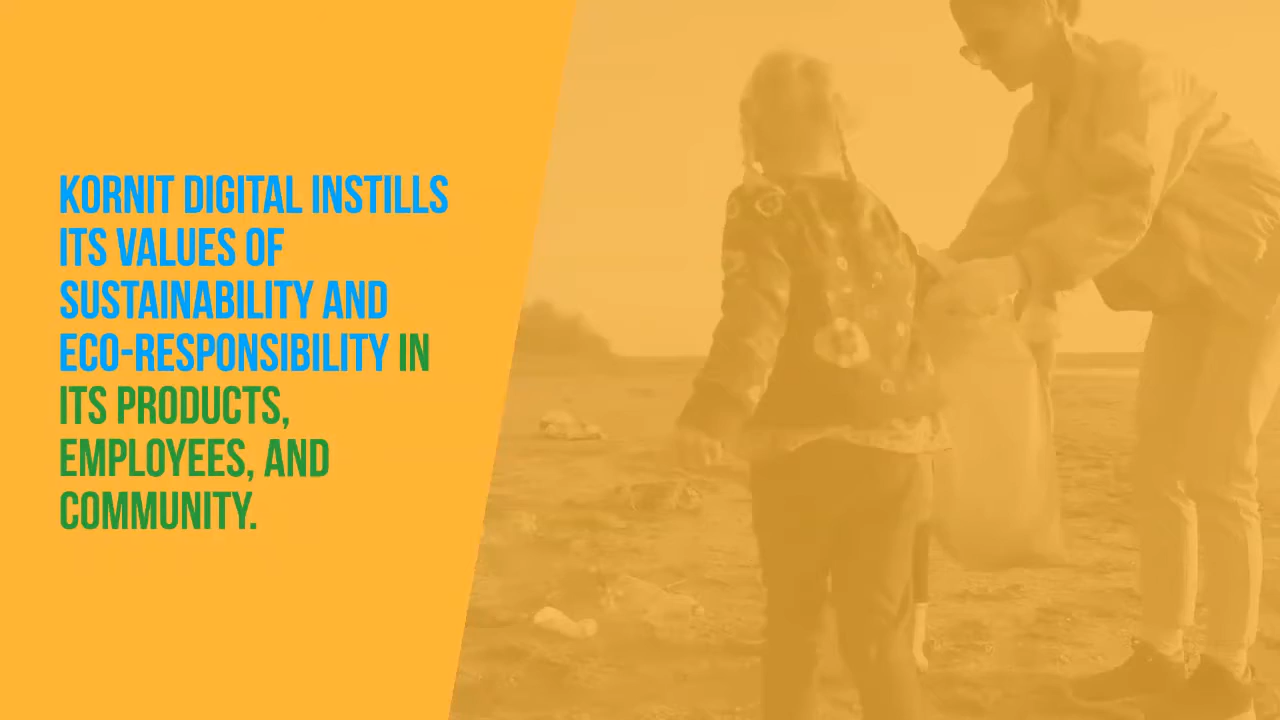 KORNIT DIGITAL INSTILLS
ITS VALUES OF
SUSTAINABILITY AND
ECO-RESPONSIBILITY IN
ITS PRODUCTS,
EMPLOYEES, AND
COMMUNITY.